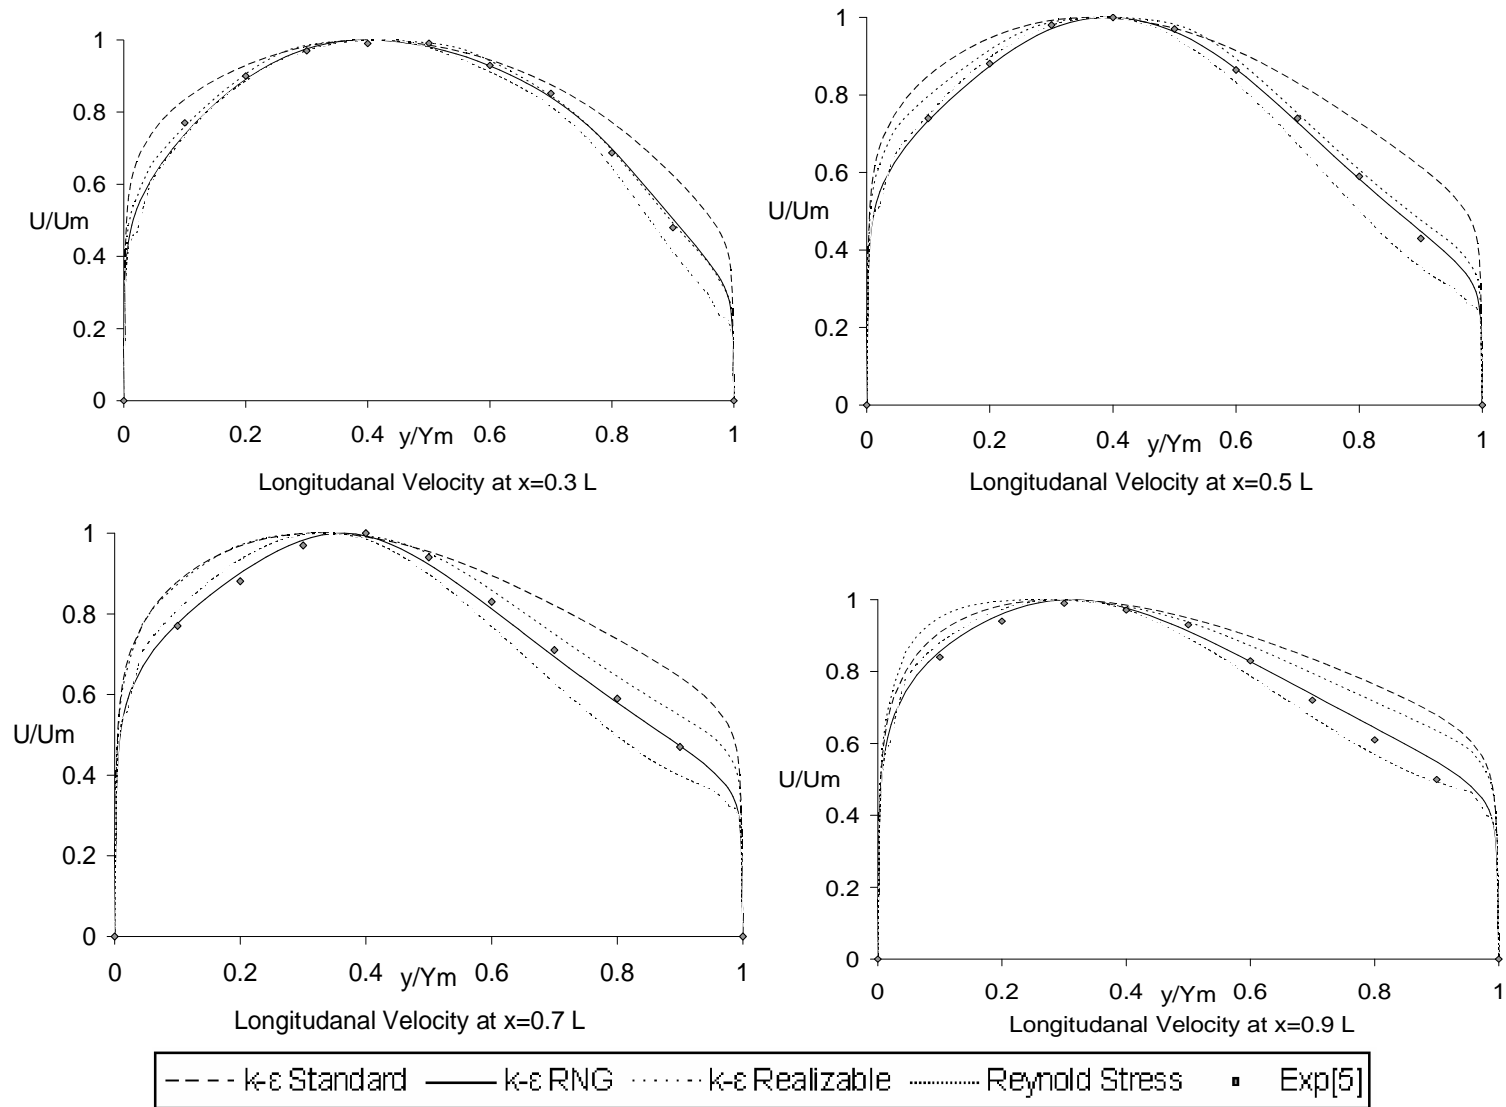 1
0.8
0.6
U/Um
0.4
0.2
0
0 0.2 0.4 y/Ym 0.6 0.8 1
Longitudanal Velocity at x=0.3 L
1
0.8
0.6
U/Um
0.4
0.2
0
0 0.2 0.4 y/Ym 0.6 0.8 1
Longitudanal Velocity at x=0.5 L
1
0.8
0.6
U/Um
0.4
0.2
0
0 0.2 0.4 y/Ym 0.6 0.8 1
Longitudanal Velocity at x=0.7 L
1
0.8
0.6
U/Um
0.4
0.2
0
0 0.2 0.4 y/Ym 0.6 0.8 1
Longitudanal Velocity at x=0.9 L
k-ε Standard k-ε RNG k-ε Realizable Reynold Stress Exp[5]